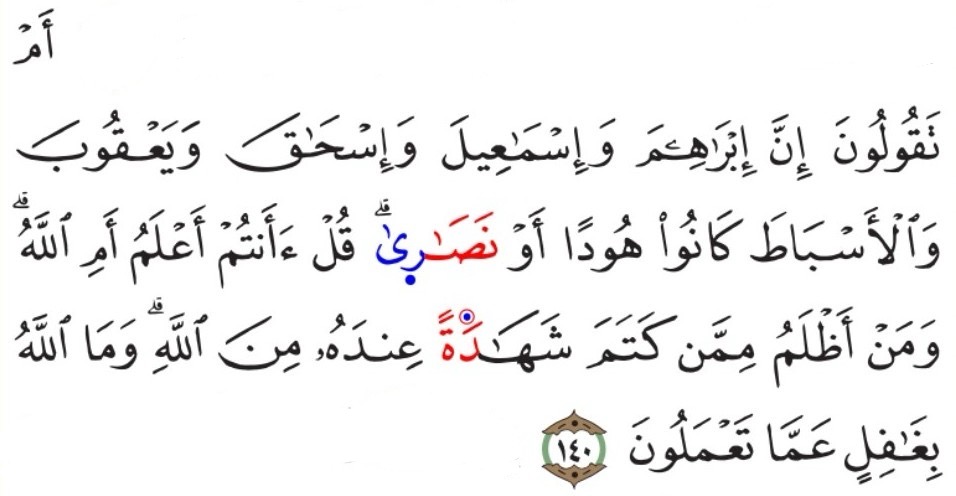 أَمۡ
تَقُولُونَ إِنَّ إِبۡرَٰهِـۧمَ وَإِسۡمَٰعِيلَ وَإِسۡحَٰقَ وَيَعۡقُوبَ
وَٱلۡأَسۡبَاطَ كَانُواْ هُودًا أَوۡ نَصَٰرِىٰۗ قُلۡ ءَأَنتُمۡ أَعۡلَمُ أَمِ ٱللَّهُۗ
وَمَنۡ أَظۡلَمُ مِمَّن كَتَمَ شَهَٰدَةً عِندَهُۥ مِنَ ٱللَّهِۗ وَمَا ٱللَّهُ
بِغَٰفِلٍ عَمَّا تَعۡمَلُونَ ١٤٠